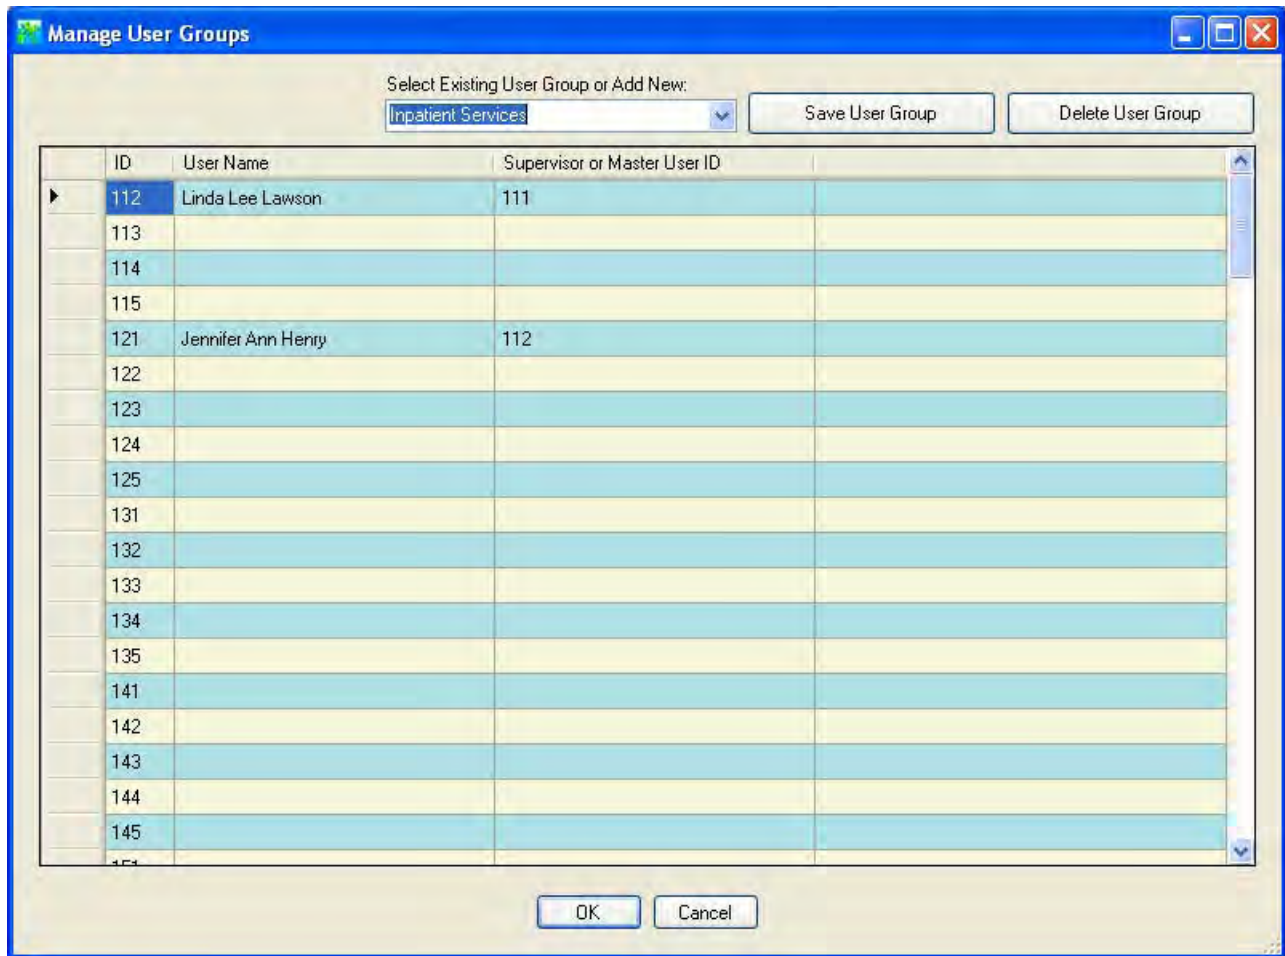 Manage User Groups
Select Existing User Group or Add New:
Inpatient Services Save User Group Delete User Group
ID User Name Supervisor or Master User ID
112 Linda Lee Lawson 111
113
114
115
121 Jennifer Ann Henry 112
122
123
124
125
131
132
133
134
135
141
142
143
144
145
OK Cancel